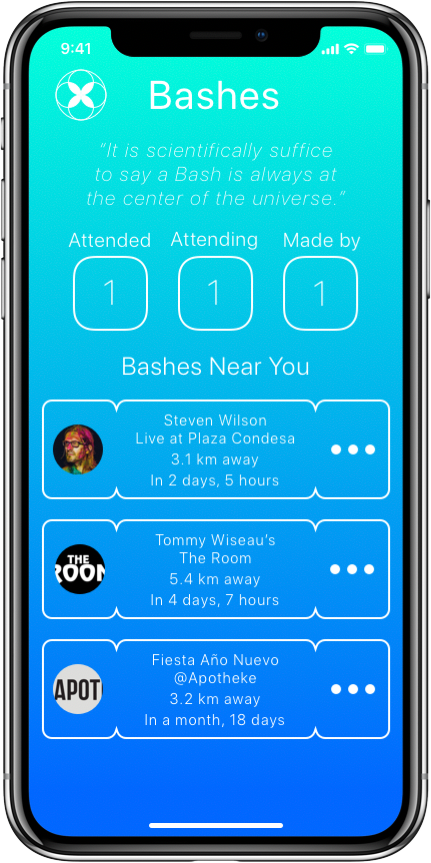 9:41
Bashes
“It is scientifically suffice
to say a Bash is always at
the center of the universe.”
Attended Attending Made by
1 1 1
Bashes Near You
Steven Wilson
Live at Plaza Condesa
3.1 km away
In 2 days, 5 hours
THE
ROOM
Tommy Wiseau’s
The Room
5.4 km away
In 4 days, 7 hours
APOT
Fiesta Año Nuevo
@Apotheke
3.2 km away
In a month, 18 days